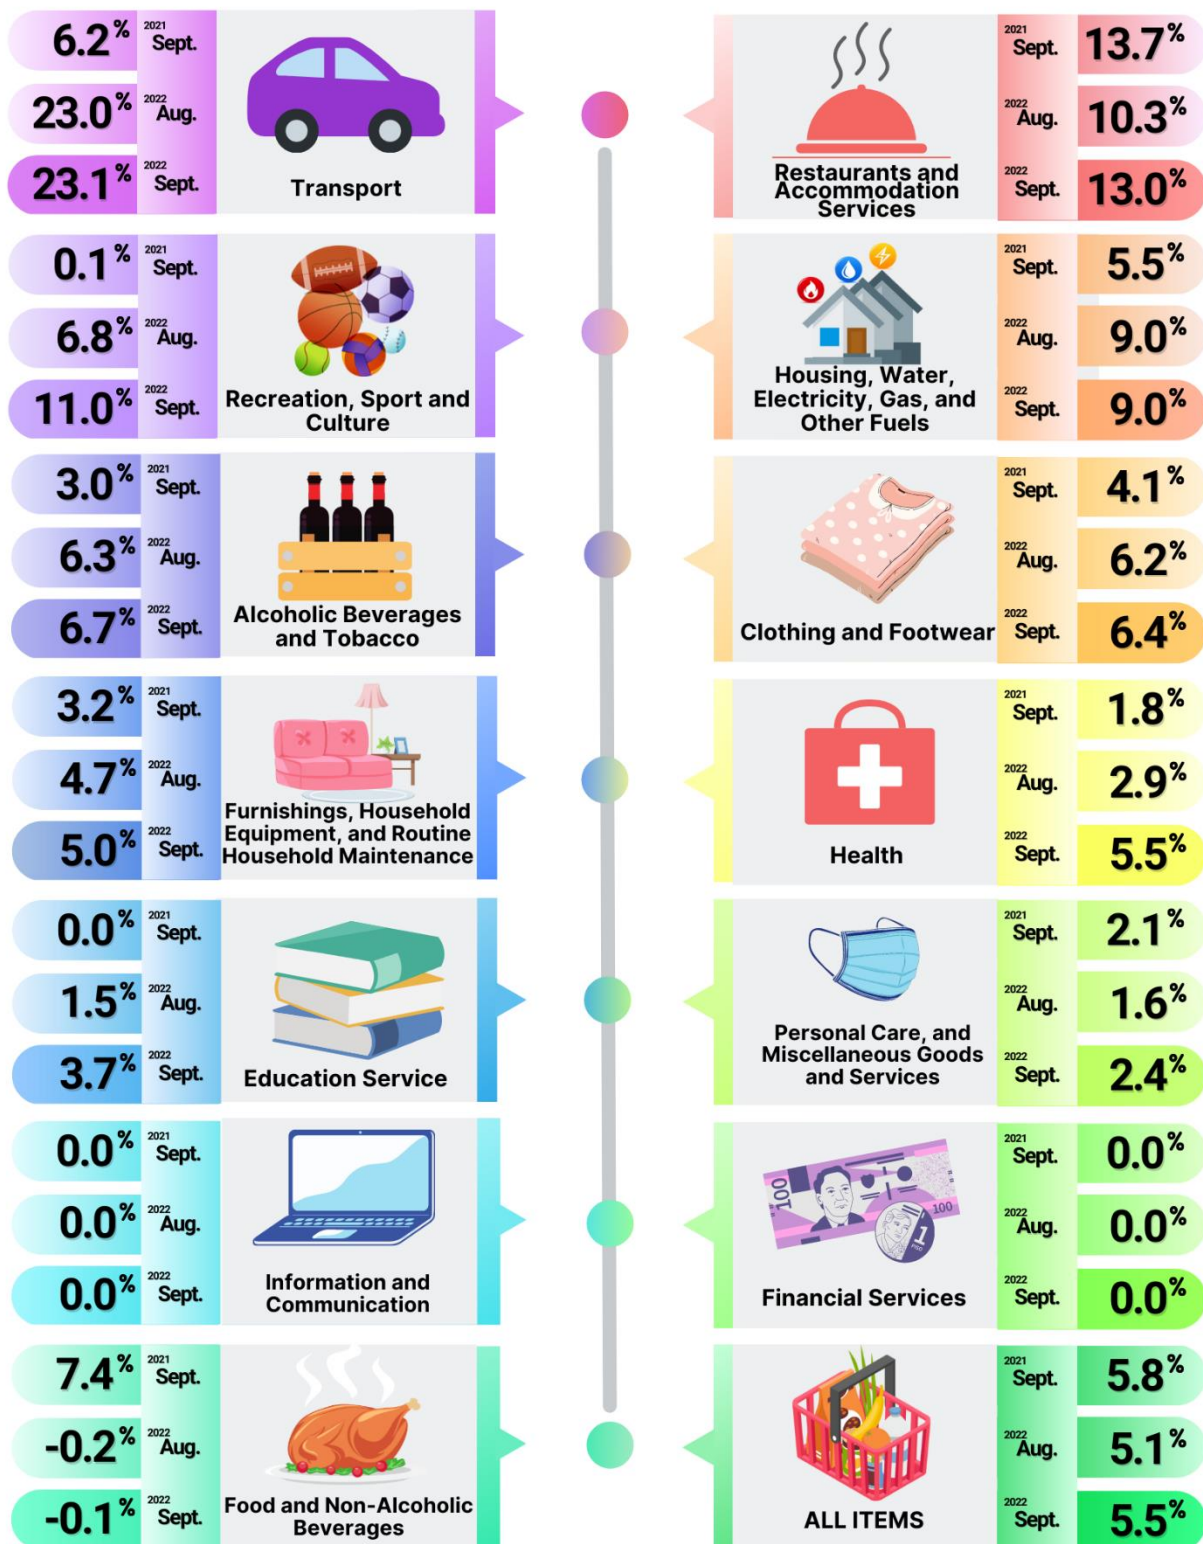 6.2%
2021
Sept.
23.0%
2022
Aug.
23.1%
2022
Sept.
Transport
2021
Sept.
13.7%
2022
Aug.
10.3%
2022
Sept.
13.0%
Restaurants and
Accommodation
Services
0.1%
2021
Sept.
6.8%
2022
Aug.
11.0%
2022
Sept.
Recreation, Sport and
Culture
2021
Sept.
5.5%
2022
Aug.
9.0%
2022
Sept.
9.0%
Housing, Water,
Electricity, Gas, and
Other Fuels
3.0%
2021
Sept.
6.3%
2022
Aug.
6.7%
2022
Sept.
Alcoholic Beverages
and Tobacco
2021
Sept.
4.1%
2022
Aug.
6.2%
2022
Sept.
6.4%
Clothing and Footwear
3.2%
2021
Sept.
4.7%
2022
Aug.
5.0%
2022
Sept.
Furnishings, Household
Equipment, and Routine
Household Maintenance
2021
Sept.
1.8%
2022
Aug.
2.9%
2022
Sept.
5.5%
Health
0.0%
2021
Sept.
1.5%
2022
Aug.
3.7%
2022
Sept.
Education Service
2021
Sept.
2.1%
2022
Aug.
1.6%
2022
Sept.
2.4%
Personal Care, and
Miscellaneous Goods
and Services
0.0%
2021
Sept.
0.0%
2022
Aug.
0.0%
2022
Sept.
Information and
Communication
2021
Sept.
0.0%
2022
Aug.
0.0%
2022
Sept.
0.0%
100
100
1
PISO
Financial Services
7.4%
2021
Sept.
-0.2%
2022
Aug.
-0.1%
2022
Sept.
Food and Non-Alcoholic
Beverages
2021
Sept.
5.8%
2022
Aug.
5.1%
2022
Sept.
5.5%
ALL ITEMS